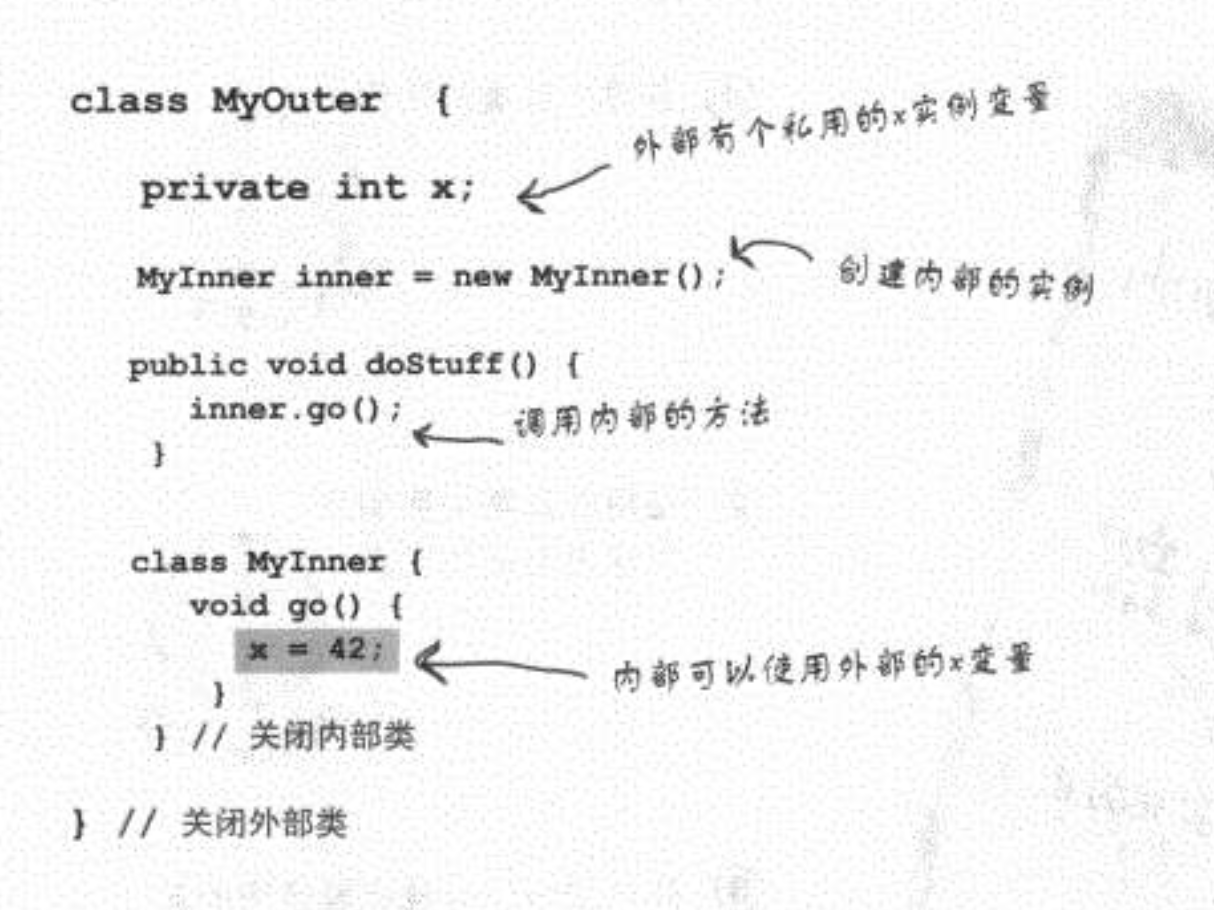 class MyOuter {
外部有个私用的x实例变量
private int x;
MyInner inner = new MyInner();
创建内部的实例
public void doStuff() {
inner.go();
调用内部的方法
}
class MyInner {
void go() {
x = 42;
内部可以使用外部的x变量
}
} // 关闭内部类
} // 关闭外部类